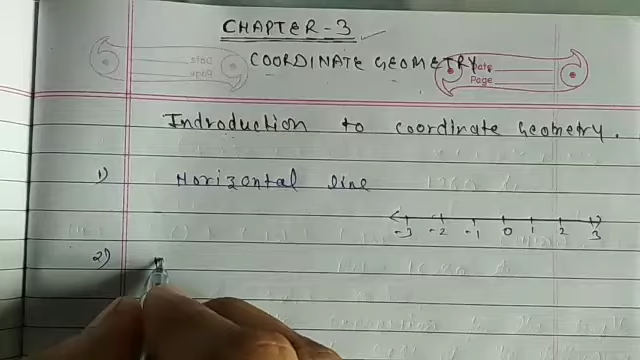 CHAPTER-3
COORDINATE GEOMETRY
Date
Page
Indroduction to coordinate Geometry.
1) Horizontal line
-3 -2 -1 0 1 2 3
2)